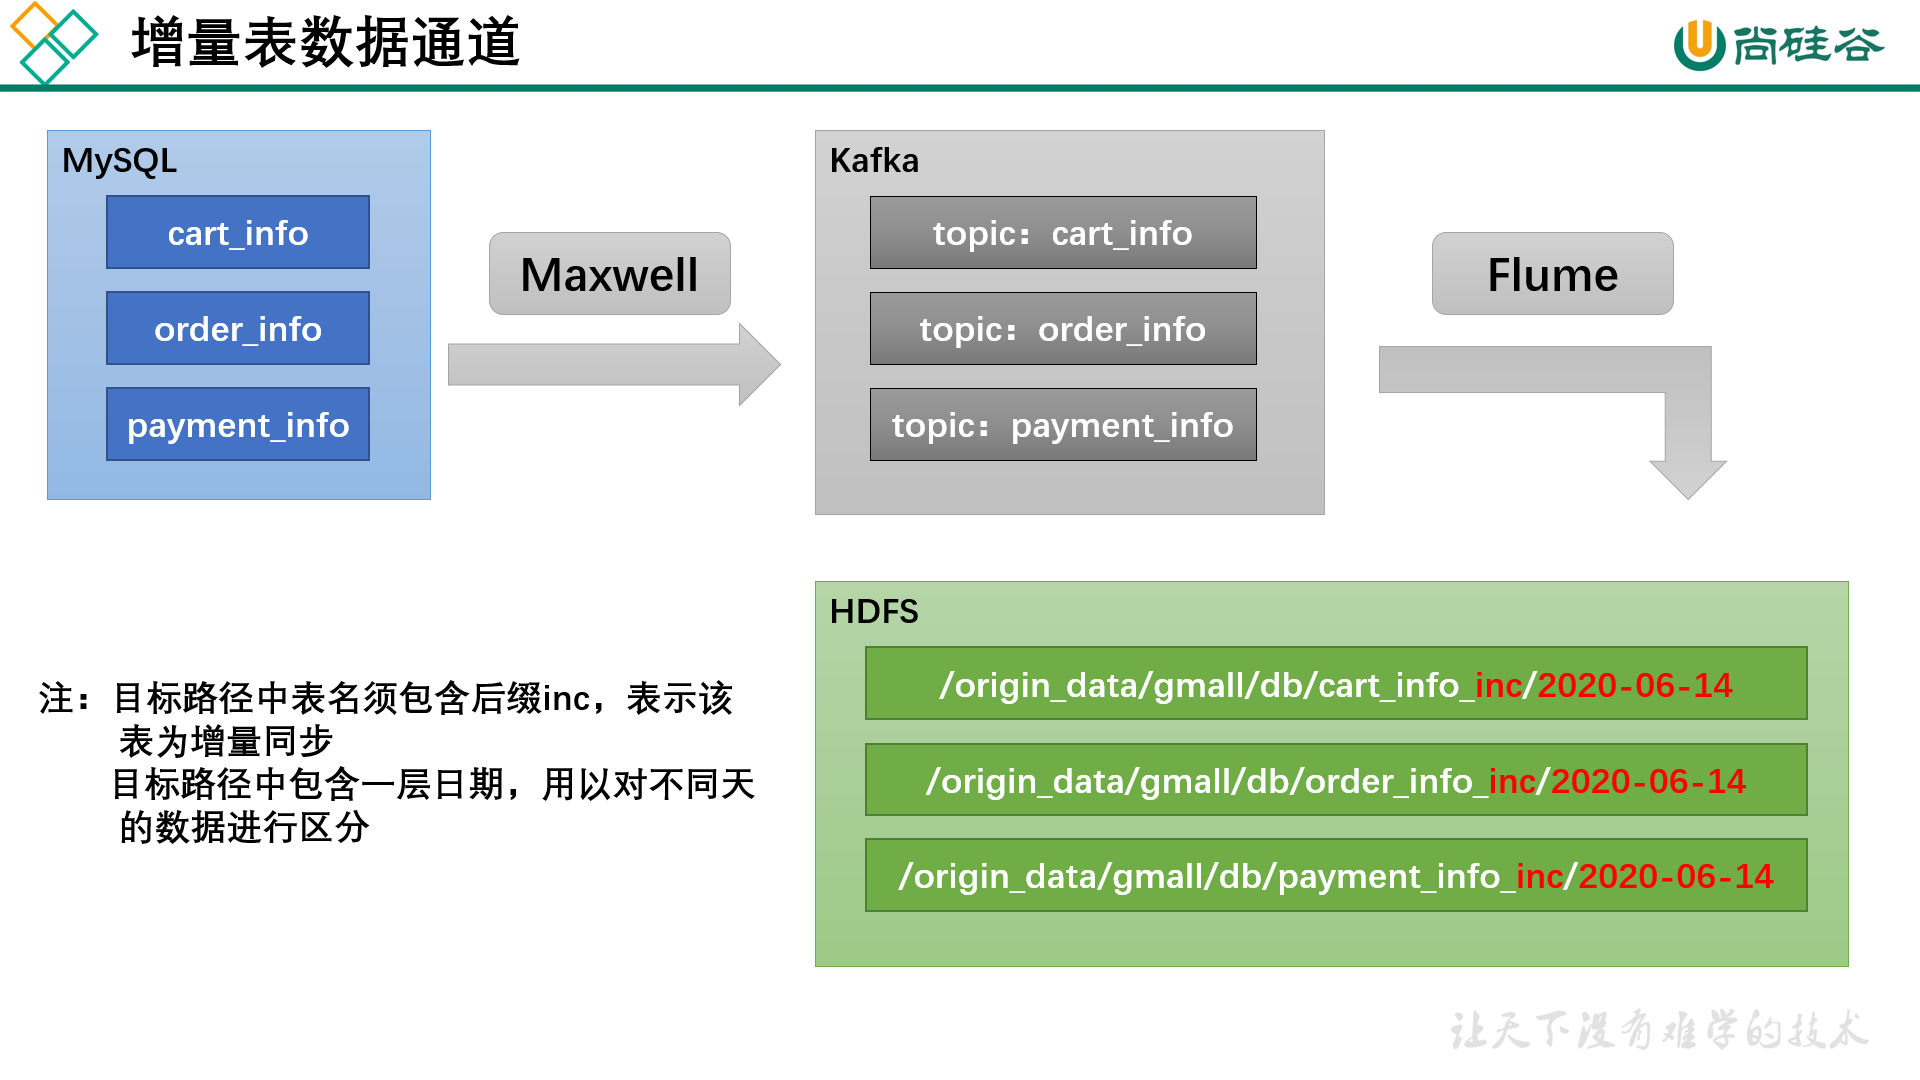 增量表数据通道
尚硅谷
MySQL
cart_info
order_info
payment_info
Maxwell
Kafka
topic：cart_info
topic：order_info
topic：payment_info
Flume
HDFS
/origin_data/gmall/db/cart_info_inc/2020-06-14
/origin_data/gmall/db/order_info_inc/2020-06-14
/origin_data/gmall/db/payment_info_inc/2020-06-14
注：目标路径中表名须包含后缀inc，表示该
表为增量同步
目标路径中包含一层日期，用以对不同天
的数据进行区分
让天下没有难学的技术